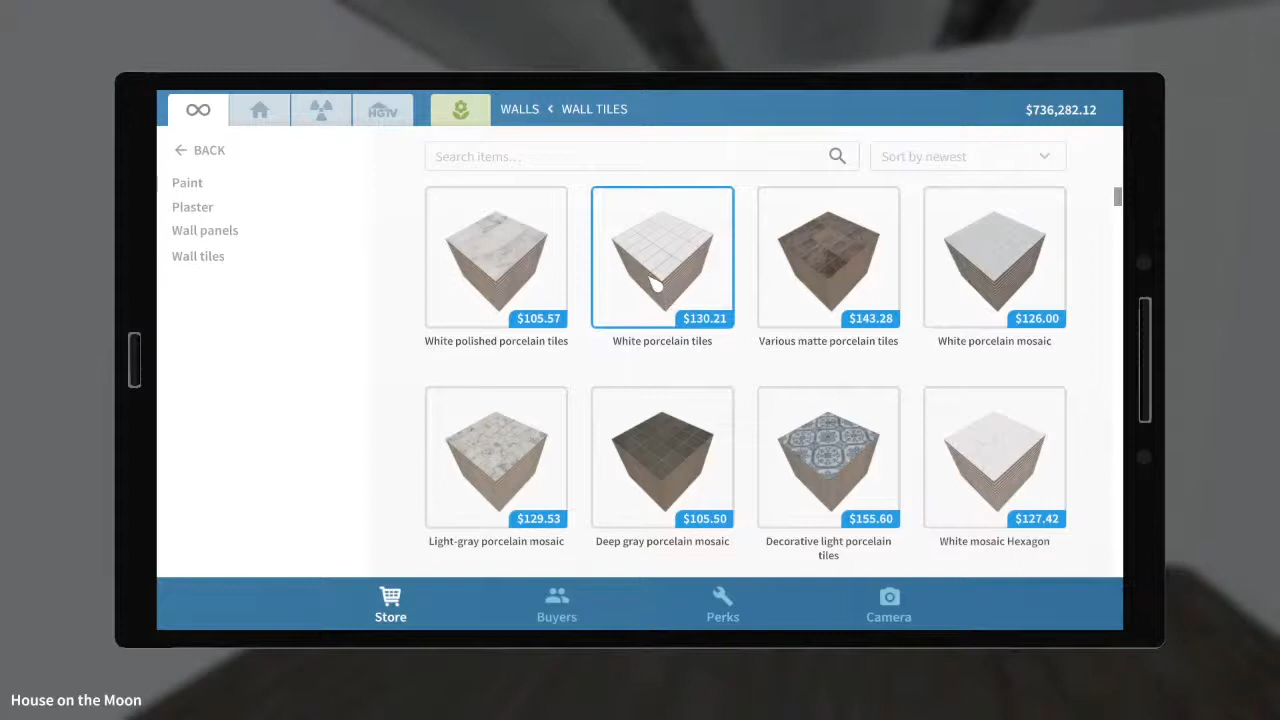 HGTV
WALLS < WALL TILES
$736,282.12
BACK
Search items...
Sort by newest
Paint
Plaster
Wall panels
Wall tiles
$105.57
$130.21
$143.28
$126.00
White polished porcelain tiles
White porcelain tiles
Various matte porcelain tiles
White porcelain mosaic
$129.53
$105.50
$155.60
$127.42
Light-gray porcelain mosaic
Deep gray porcelain mosaic
Decorative light porcelain
tiles
White mosaic Hexagon
Store
Buyers
Perks
Camera
House on the Moon